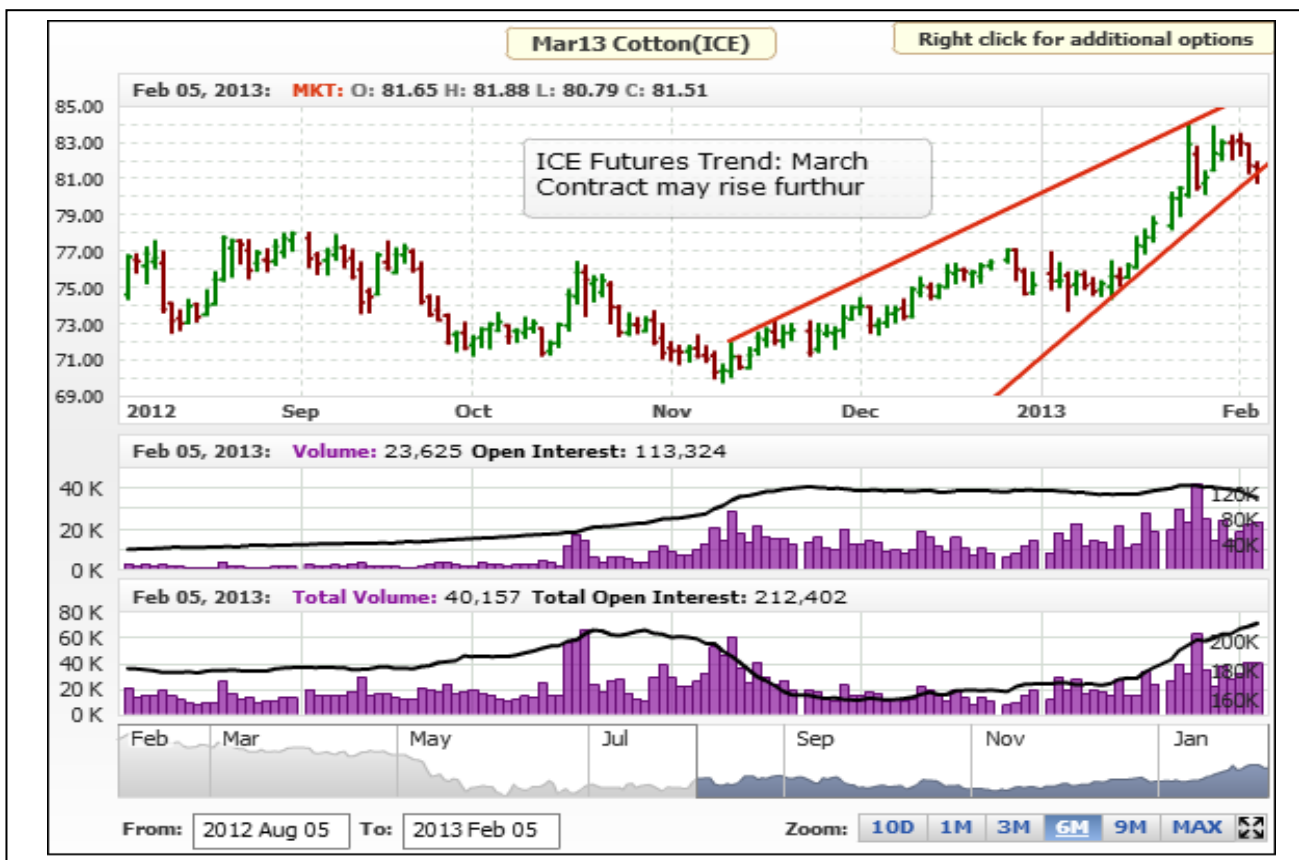 Mar13 Cotton(ICE)
Right click for additional options
Feb 05, 2013: MKT: O: 81.65 H: 81.88 L: 80.79 C: 81.51
85.00
83.00
81.00
79.00
77.00
75.00
73.00
71.00
69.00
ICE Futures Trend: March
Contract may rise furthur
2012 Sep Oct Nov Dec 2013 Feb
Feb 05, 2013: Volume: 23,625 Open Interest: 113,324
40 K
20 K
0 K
120K
80K
40K
Feb 05, 2013: Total Volume: 40,157 Total Open Interest: 212,402
80 K
60 K
40 K
20 K
0 K
200K
180K
160K
Feb Mar May Jul Sep Nov Jan
From: 2012 Aug 05 To: 2013 Feb 05 Zoom: 10D 1M 3M 6M 9M MAX